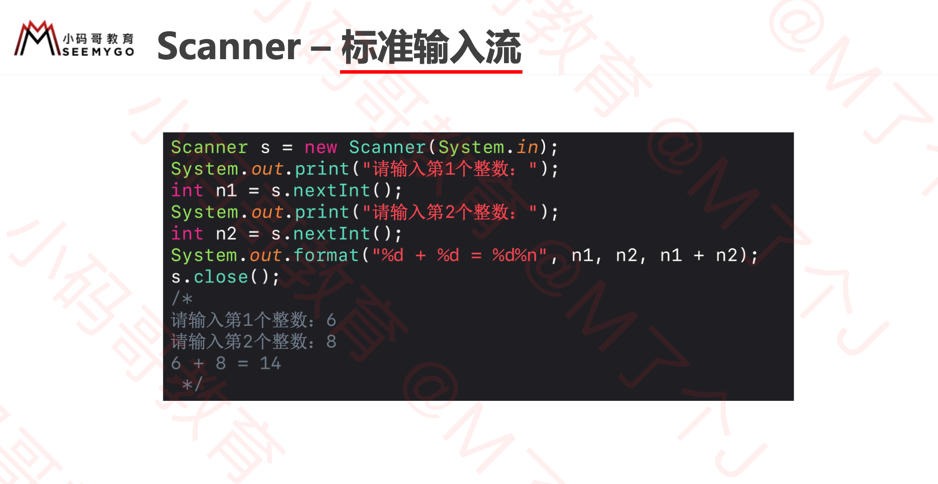 小码哥教育
SEEMYGO
Scanner – 标准输入流
Scanner s = new Scanner(System.in);
System.out.print("请输入第1个整数：");
int n1 = s.nextInt();
System.out.print("请输入第2个整数：");
int n2 = s.nextInt();
System.out.format("%d + %d = %d%n", n1, n2, n1 + n2);
s.close();
/*
请输入第1个整数：6
请输入第2个整数：8
6 + 8 = 14
 */
小码哥教育 @M了个J